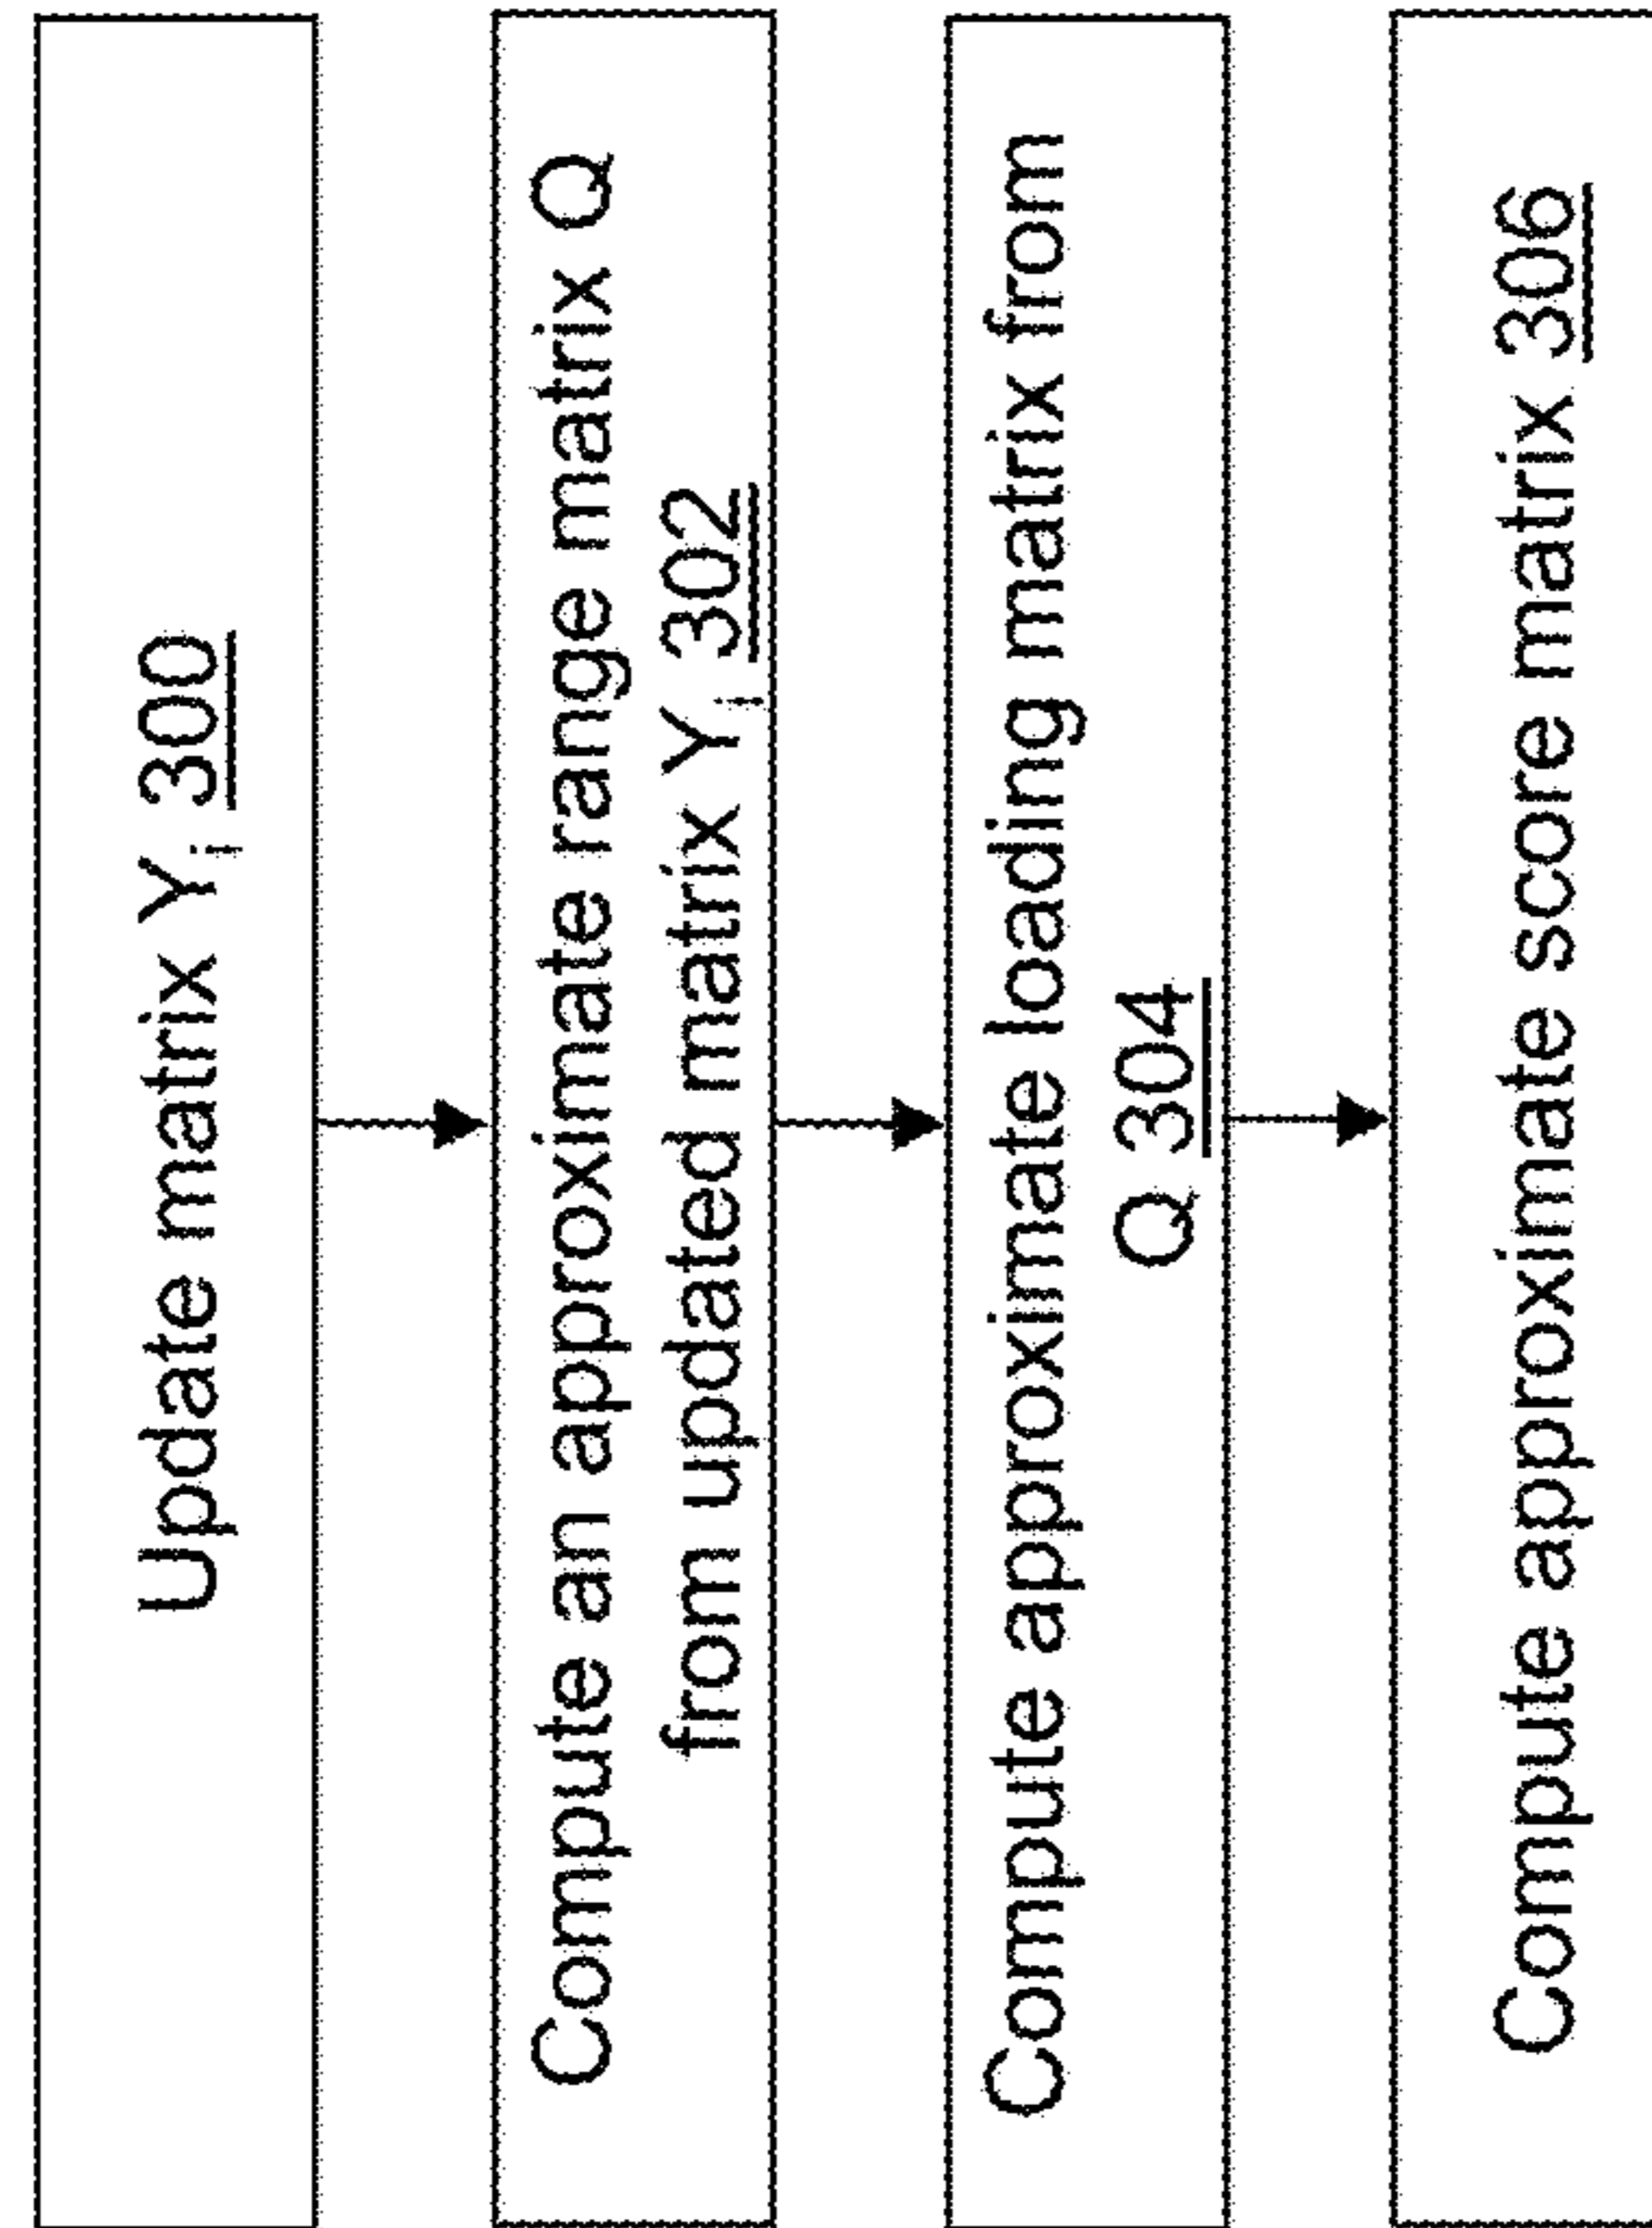 Update matrix Yᵢ 300
Compute an approximate range matrix Q
from updated matrix Yᵢ 302
Compute approximate loading matrix from
Q 304
Compute approximate score matrix 306